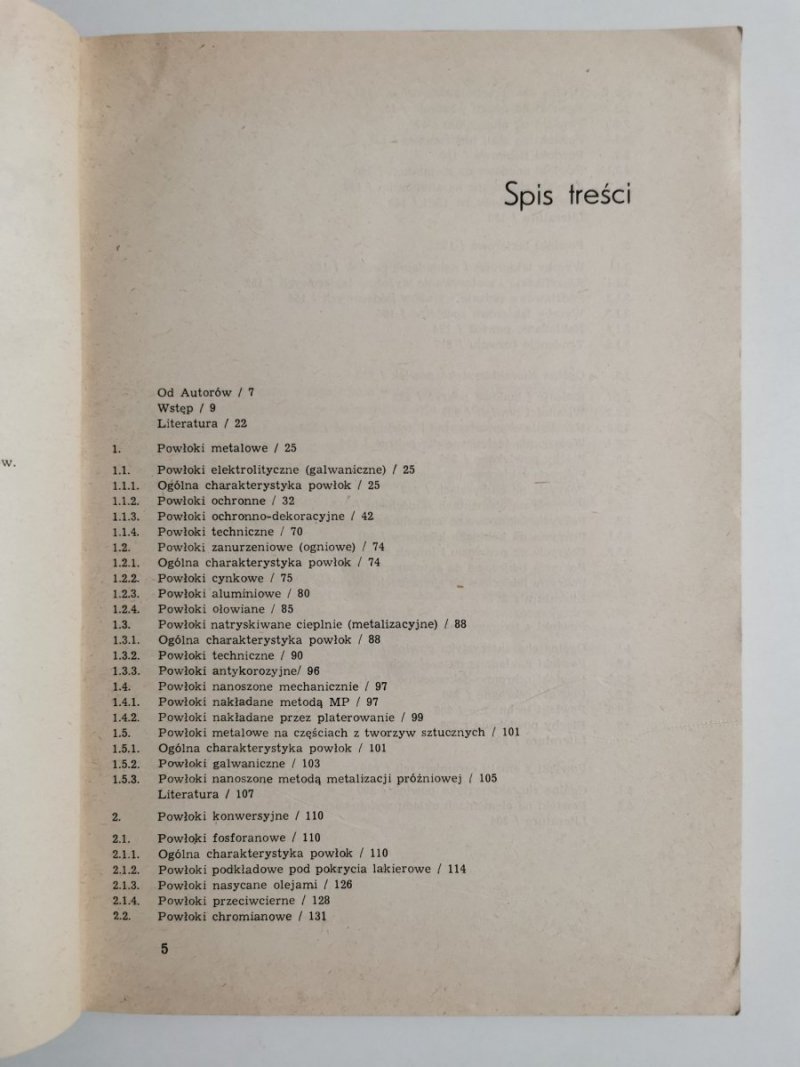 w.
Spis treści
Od Autorów / 7
Wstęp / 9
Literatura / 22
1. Powłoki metalowe / 25
1.1. Powłoki elektrolityczne (galwaniczne) / 25
1.1.1. Ogólna charakterystyka powłok / 25
1.1.2. Powłoki ochronne / 32
1.1.3. Powłoki ochronno-dekoracyjne / 42
1.1.4. Powłoki techniczne / 70
1.2. Powłoki zanurzeniowe (ogniowe) / 74
1.2.1. Ogólna charakterystyka powłok / 74
1.2.2. Powłoki cynkowe / 75
1.2.3. Powłoki aluminiowe / 80
1.2.4. Powłoki ołowiane / 85
1.3. Powłoki natryskiwane cieplnie (metalizacyjne) / 88
1.3.1. Ogólna charakterystyka powłok / 88
1.3.2. Powłoki techniczne / 90
1.3.3. Powłoki antykorozyjne/ 96
1.4. Powłoki nanoszone mechanicznie / 97
1.4.1. Powłoki nakładane metodą MP / 97
1.4.2. Powłoki nakładane przez platerowanie / 99
1.5. Powłoki metalowe na częściach z tworzyw sztucznych / 101
1.5.1. Ogólna charakterystyka powłok / 101
1.5.2. Powłoki galwaniczne / 103
1.5.3. Powłoki nanoszone metodą metalizacji próżniowej / 105
Literatura / 107
2. Powłoki konwersyjne / 110
2.1. Powłoki fosforanowe / 110
2.1.1. Ogólna charakterystyka powłok / 110
2.1.2. Powłoki podkładowe pod pokrycia lakierowe / 114
2.1.3. Powłoki nasycane olejami / 126
2.1.4. Powłoki przeciwcierne / 128
2.2. Powłoki chromianowe / 131
5